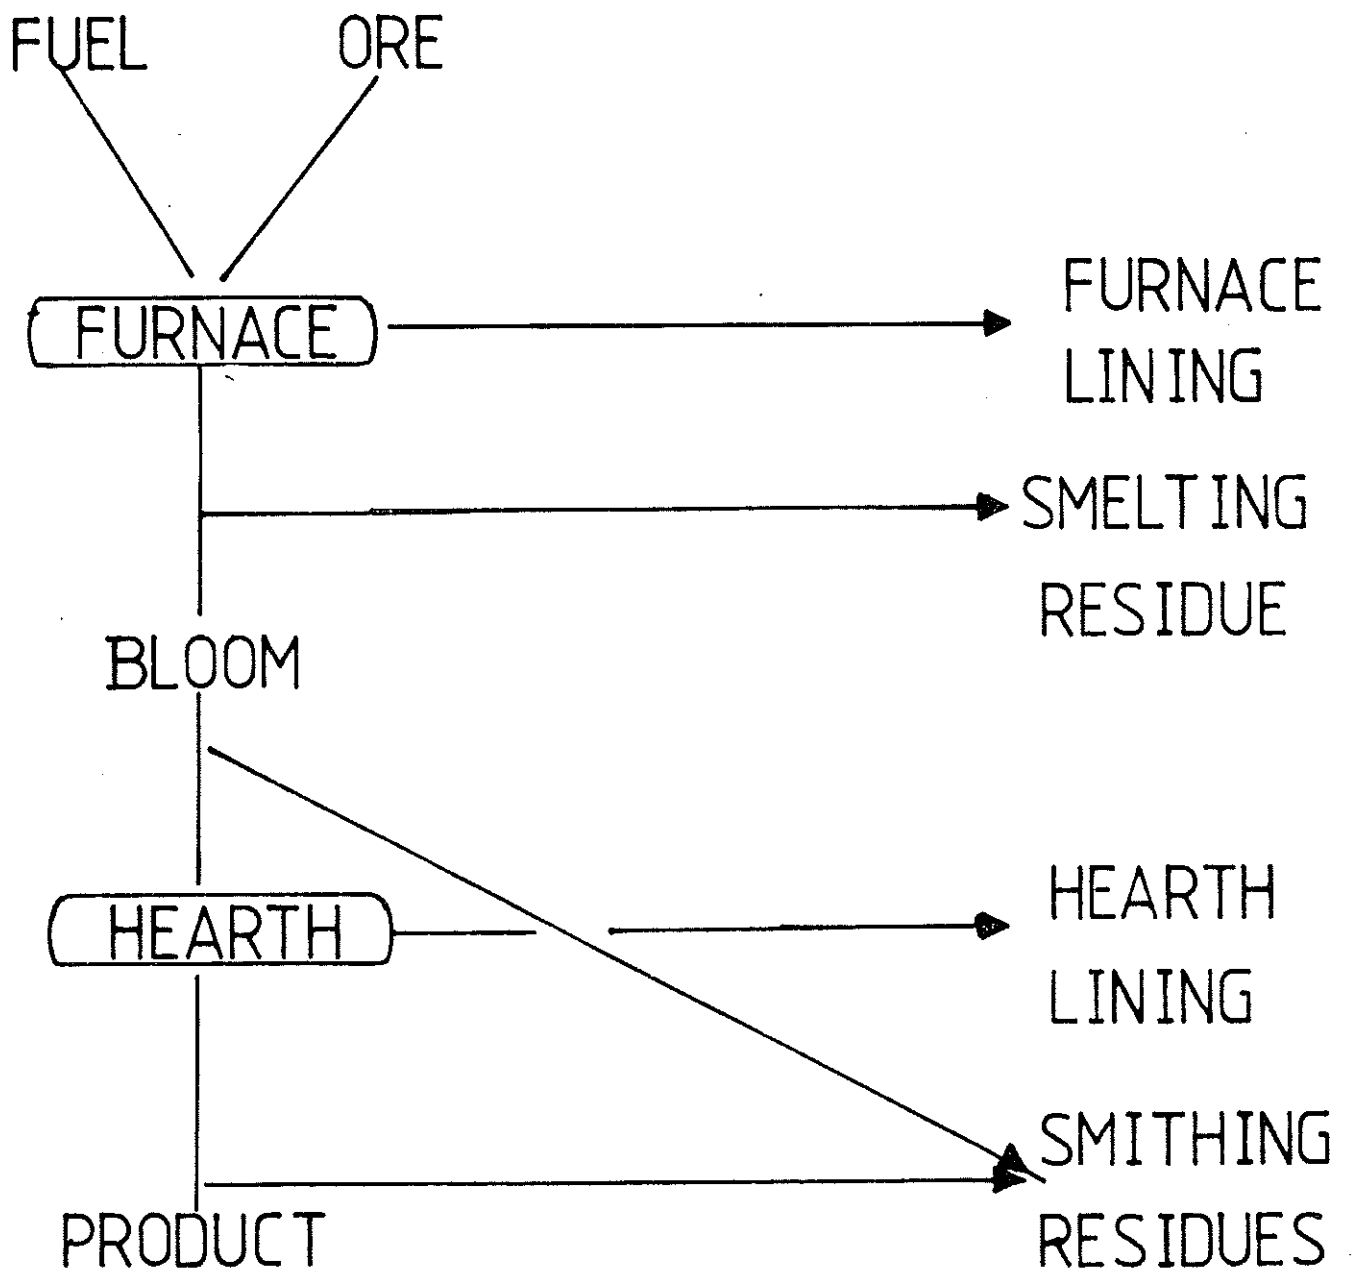 FUEL ORE
FURNACE
FURNACE
LINING
SMELTING
RESIDUE
BLOOM
HEARTH
HEARTH
LINING
SMITHING
RESIDUES
PRODUCT